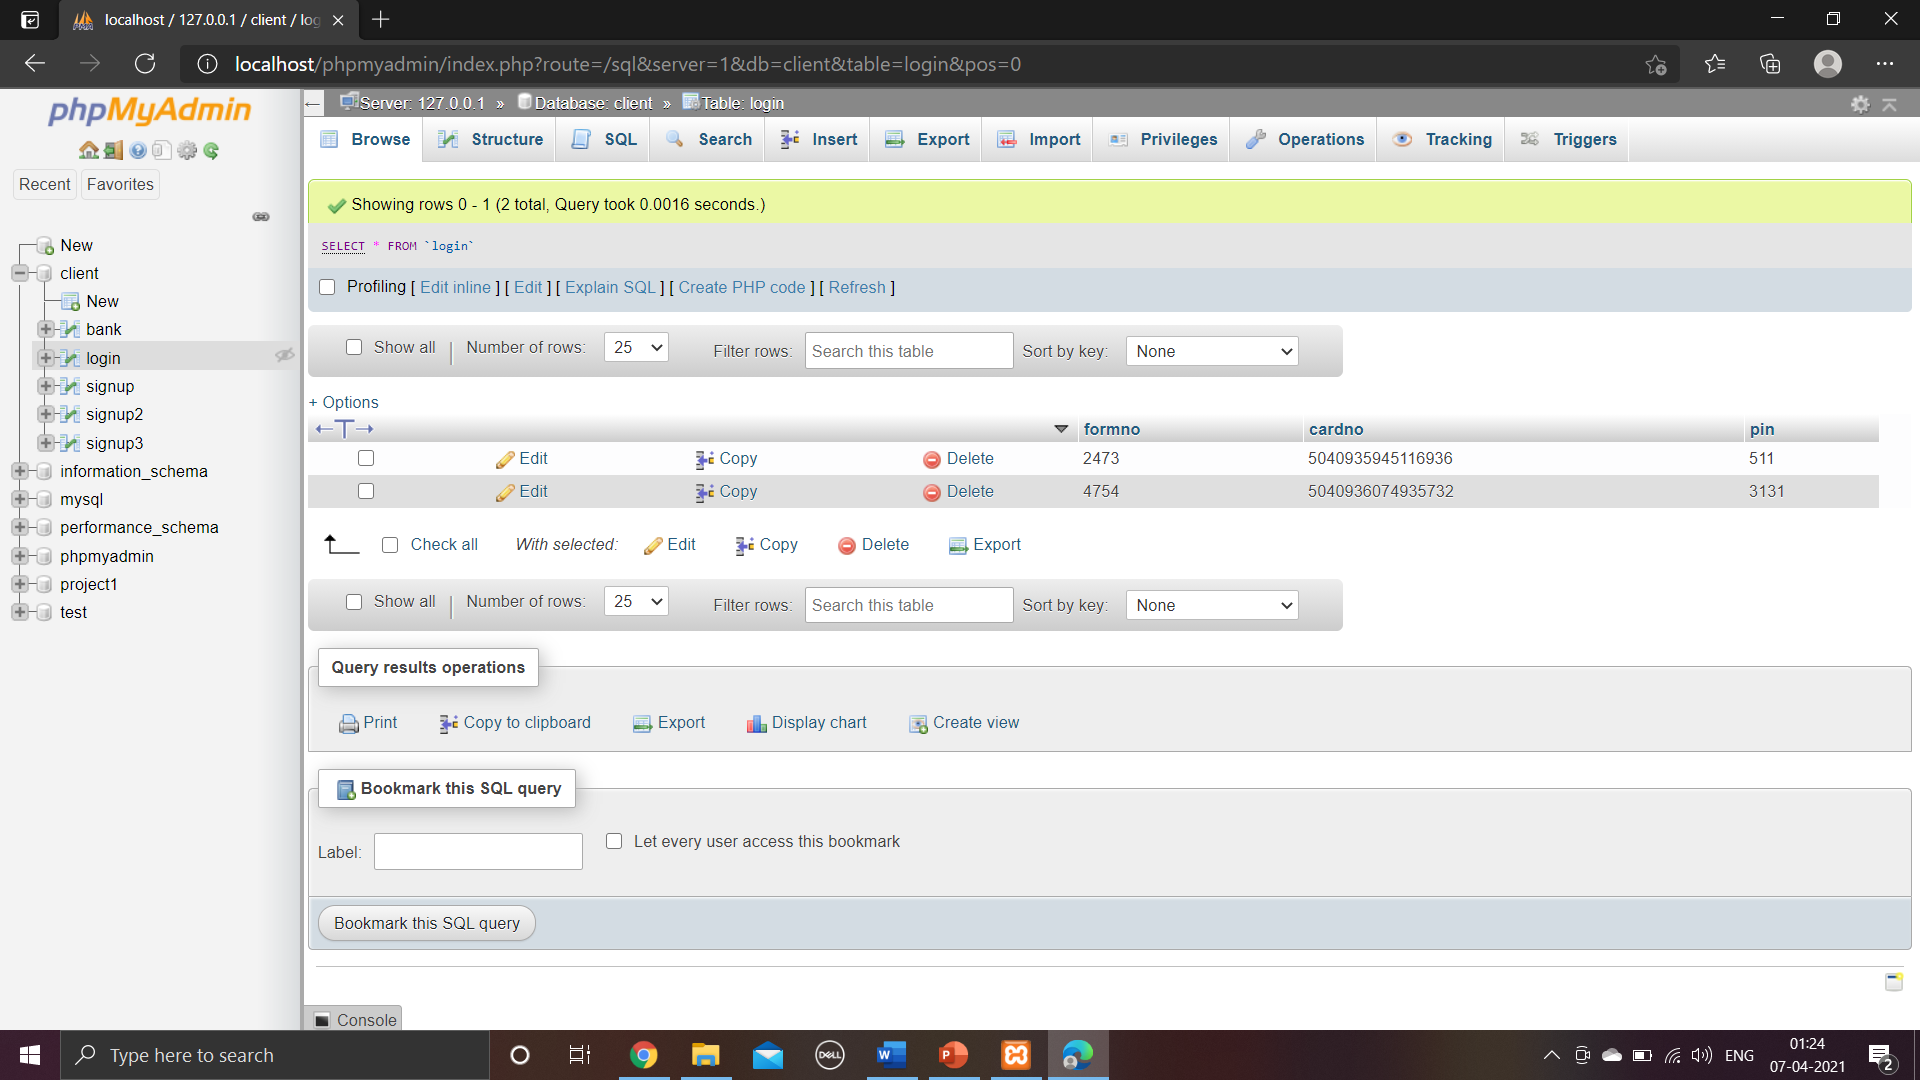 localhost / 127.0.0.1 / client / log
localhost/phpmyadmin/index.php?route=/sql&server=1&db=client&table=login&pos=0
phpMyAdmin
Recent Favorites
New
client
New
bank
login
signup
signup2
signup3
information_schema
mysql
performance_schema
phpmyadmin
project1
test
Server: 127.0.0.1 » Database: client » Table: login
Browse Structure SQL Search Insert Export Import Privileges Operations Tracking Triggers
Showing rows 0 - 1 (2 total, Query took 0.0016 seconds.)
SELECT * FROM `login`
Profiling [ Edit inline ] [ Edit ] [ Explain SQL ] [ Create PHP code ] [ Refresh ]
Show all Number of rows: 25 Filter rows: Search this table Sort by key: None
+ Options
formno cardno pin
Edit Copy Delete 2473 5040935945116936 511
Edit Copy Delete 4754 5040936074935732 3131
Check all With selected: Edit Copy Delete Export
Show all Number of rows: 25 Filter rows: Search this table Sort by key: None
Query results operations
Print Copy to clipboard Export Display chart Create view
Bookmark this SQL query
Label: Let every user access this bookmark
Bookmark this SQL query
Console
Type here to search
DELL
ENG
01:24
07-04-2021
2